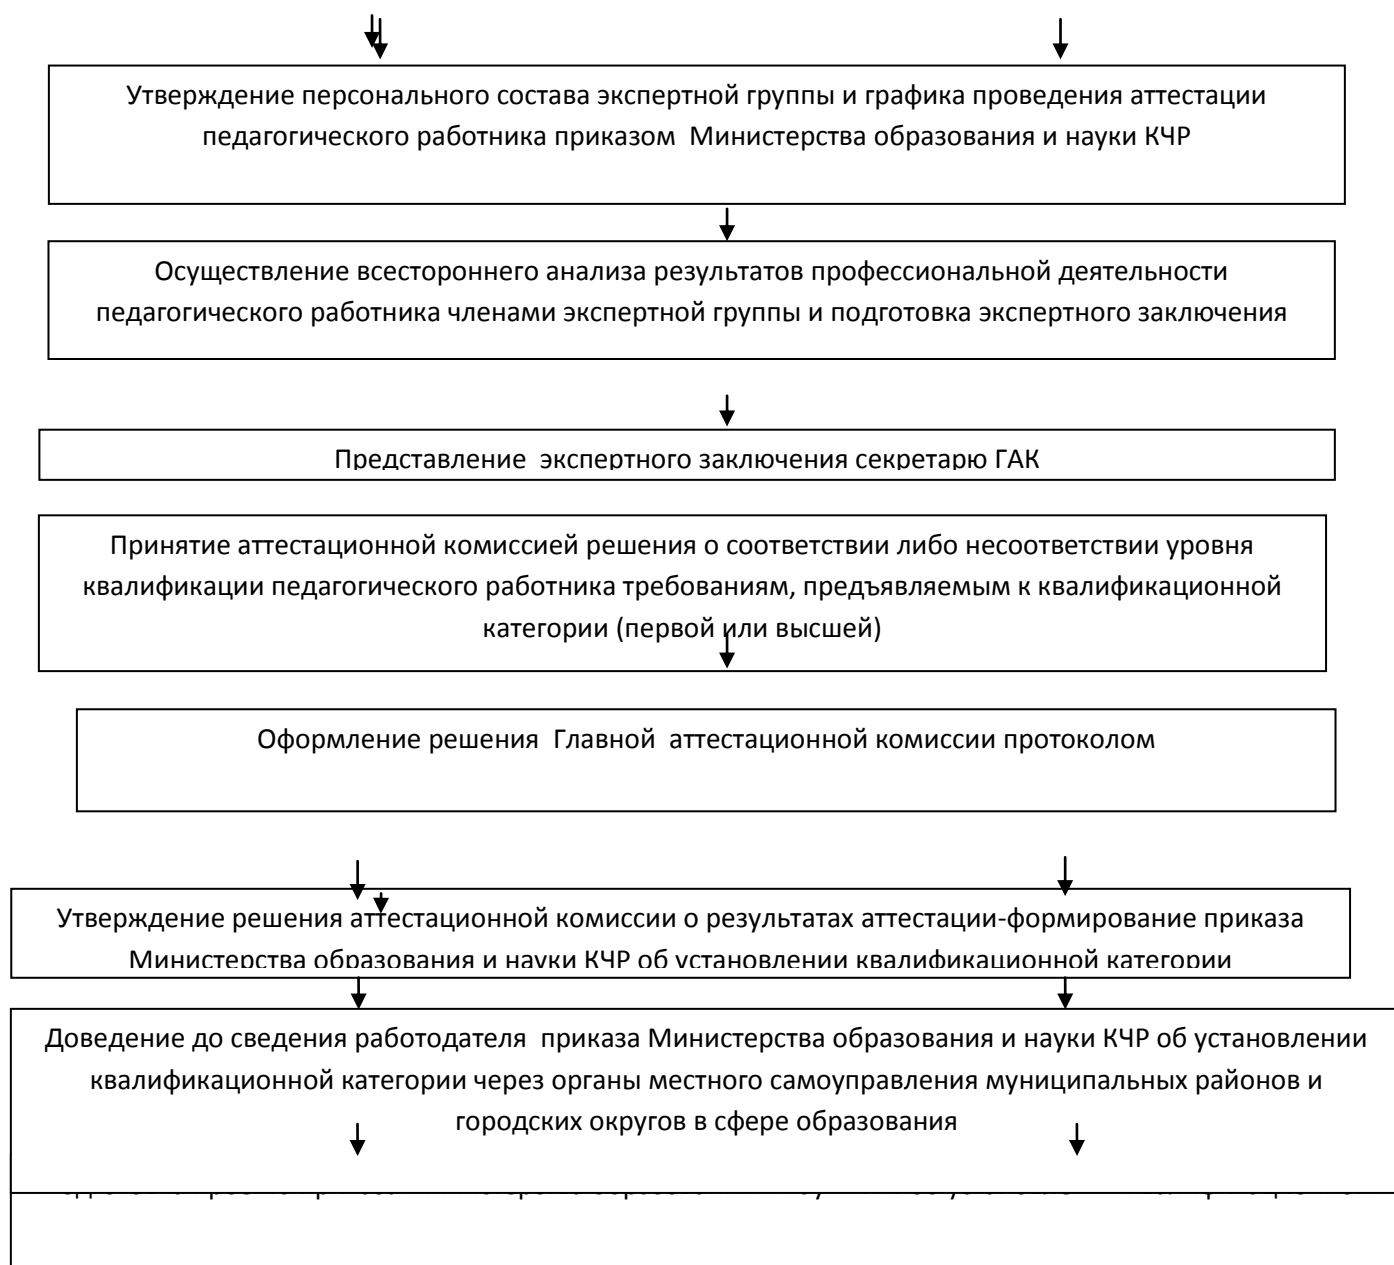 Утверждение персонального состава экспертной группы и графика проведения аттестации
педагогического работника приказом Министерства образования и науки КЧР
Осуществление всестороннего анализа результатов профессиональной деятельности
педагогического работника членами экспертной группы и подготовка экспертного заключения
Представление экспертного заключения секретарю ГАК
Принятие аттестационной комиссией решения о соответствии либо несоответствии уровня
квалификации педагогического работника требованиям, предъявляемым к квалификационной
категории (первой или высшей)
Оформление решения Главной аттестационной комиссии протоколом
Утверждение решения аттестационной комиссии о результатах аттестации-формирование приказа
Министерства образования и науки КЧР об установлении квалификационной категории
Доведение до сведения работодателя приказа Министерства образования и науки КЧР об установлении
квалификационной категории через органы местного самоуправления муниципальных районов и
городских округов в сфере образования